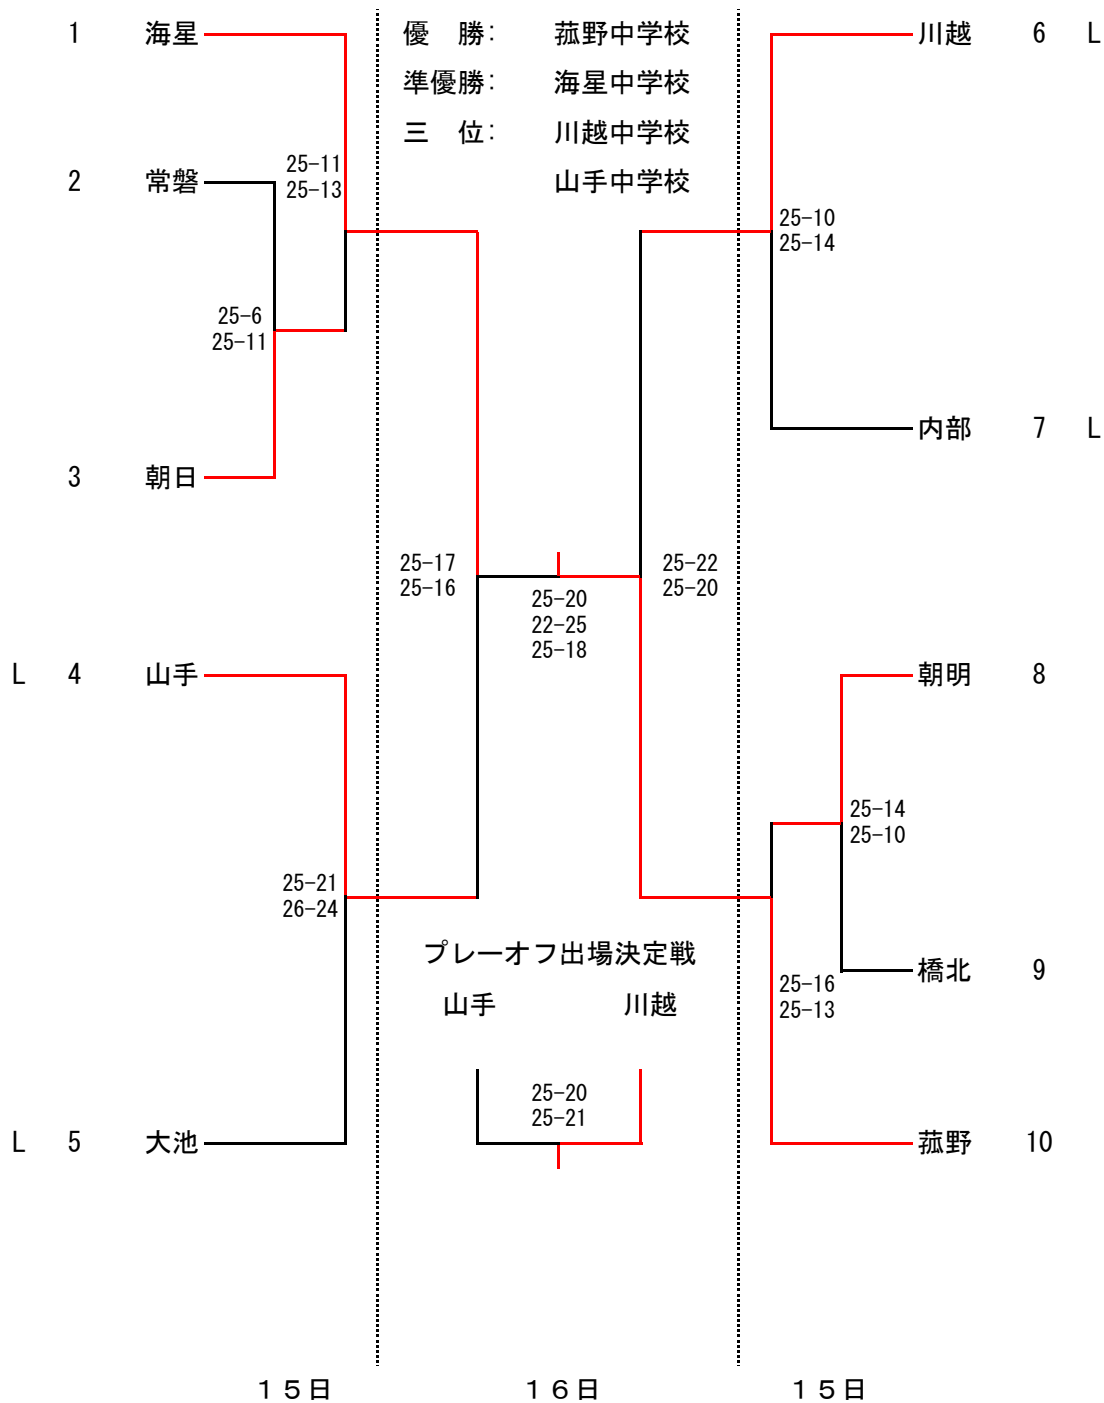 1 海星
優　勝： 菰野中学校
川越 6 L
準優勝： 海星中学校
三　位： 川越中学校
2 常磐
25-11
25-13
山手中学校
25-10
25-14
25-6
25-11
内部 7 L
3 朝日
25-17
25-16
25-20
22-25
25-18
25-22
25-20
L 4 山手
朝明 8
25-14
25-10
25-21
26-24
プレーオフ出場決定戦
山手 川越
橋北 9
25-16
25-13
25-20
25-21
L 5 大池
菰野 10
１５日 １６日 １５日